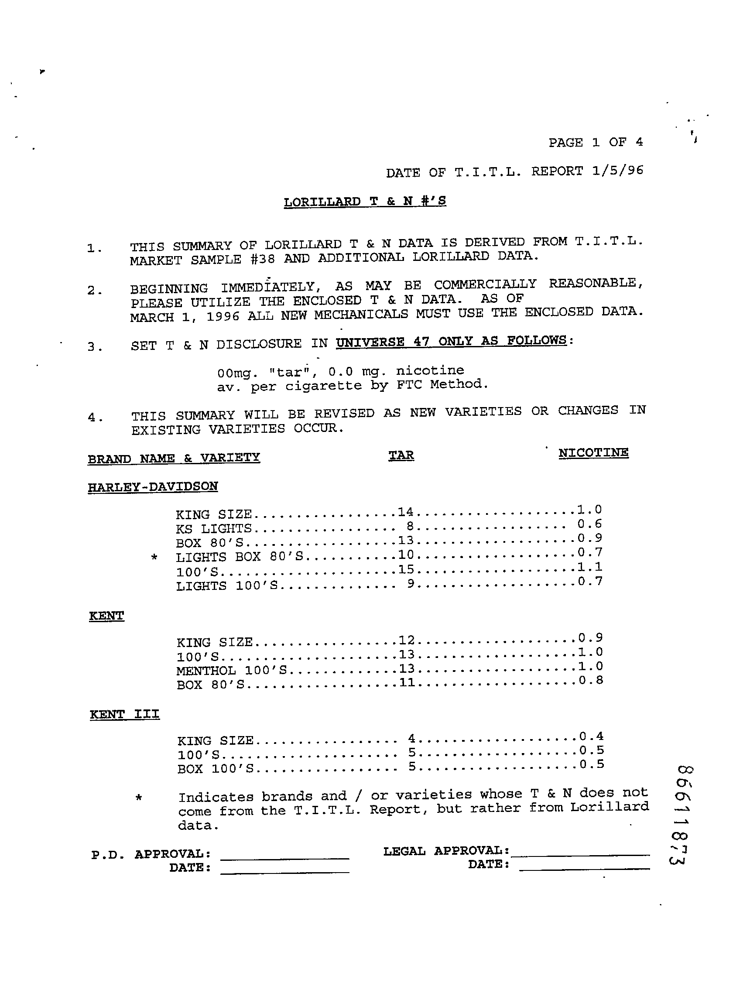 PAGE 1 OF 4
DATE OF T.I.T.L. REPORT 1/5/96
LORILLARD T & N #'S
1. THIS SUMMARY OF LORILLARD T & N DATA IS DERIVED FROM T.I.T.L.
MARKET SAMPLE #38 AND ADDITIONAL LORILLARD DATA.
2. BEGINNING IMMEDIATELY, AS MAY BE COMMERCIALLY REASONABLE,
PLEASE UTILIZE THE ENCLOSED T & N DATA. AS OF
MARCH 1, 1996 ALL NEW MECHANICALS MUST USE THE ENCLOSED DATA.
3. SET T & N DISCLOSURE IN UNIVERSE 47 ONLY AS FOLLOWS:
00mg. "tar", 0.0 mg. nicotine
av. per cigarette by FTC Method.
4. THIS SUMMARY WILL BE REVISED AS NEW VARIETIES OR CHANGES IN
EXISTING VARIETIES OCCUR.
BRAND NAME & VARIETY TAR NICOTINE
HARLEY-DAVIDSON
KING SIZE.................14...................1.0
KS LIGHTS................. 8.................. 0.6
BOX 80'S..................13...................0.9
* LIGHTS BOX 80'S...........10...................0.7
100'S.....................15...................1.1
LIGHTS 100'S.............. 9...................0.7
KENT
KING SIZE.................12...................0.9
100'S.....................13...................1.0
MENTHOL 100'S.............13...................1.0
BOX 80'S..................11...................0.8
KENT III
KING SIZE................. 4...................0.4
100'S..................... 5...................0.5
BOX 100'S................. 5...................0.5
* Indicates brands and / or varieties whose T & N does not
come from the T.I.T.L. Report, but rather from Lorillard
data.
P.D. APPROVAL: LEGAL APPROVAL:
DATE: DATE:
86611873